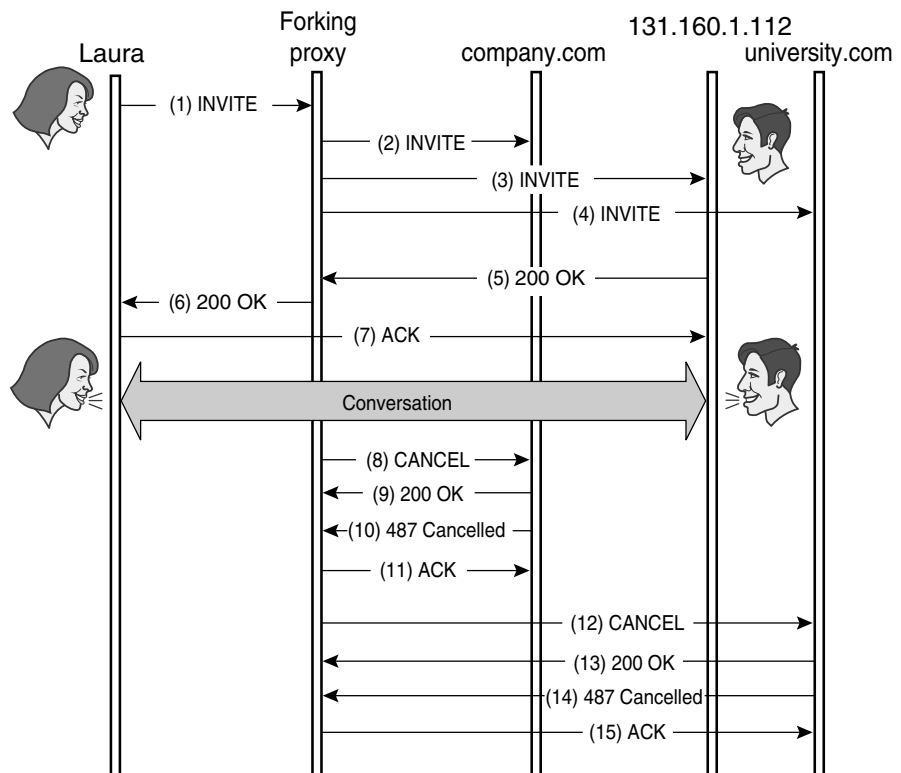 Forking
proxy
Laura
company.com
131.160.1.112
university.com
(1) INVITE
(2) INVITE
(3) INVITE
(4) INVITE
(5) 200 OK
(6) 200 OK
(7) ACK
Conversation
(8) CANCEL
(9) 200 OK
(10) 487 Cancelled
(11) ACK
(12) CANCEL
(13) 200 OK
(14) 487 Cancelled
(15) ACK